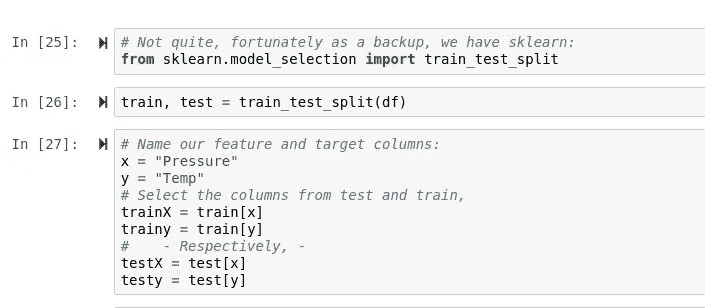 In [25]: # Not quite, fortunately as a backup, we have sklearn:
from sklearn.model_selection import train_test_split
In [26]: train, test = train_test_split(df)
In [27]: # Name our feature and target columns:
x = "Pressure"
y = "Temp"
# Select the columns from test and train,
trainX = train[x]
trainy = train[y]
#    - Respectively, -
testX = test[x]
testy = test[y]